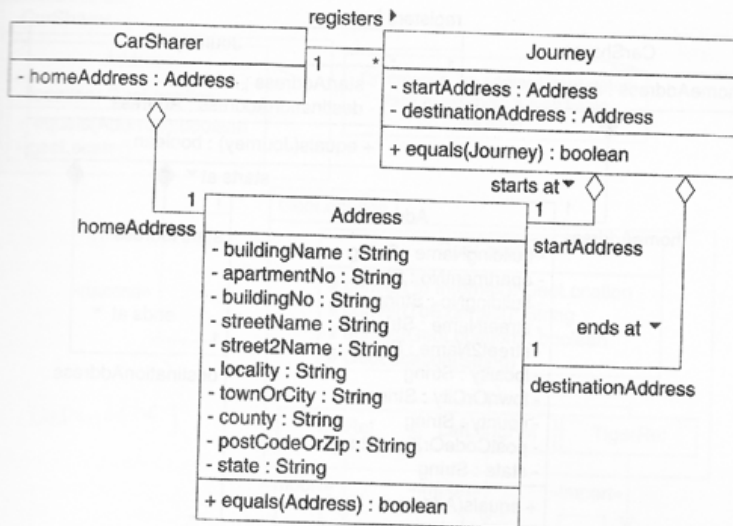 registers
CarSharer
- homeAddress : Address
1
*
Journey
- startAddress : Address
- destinationAddress : Address
+ equals(Journey) : boolean
starts at
1
homeAddress
1
startAddress
Address
- buildingName : String
- apartmentNo : String
- buildingNo : String
- streetName : String
- street2Name : String
- locality : String
- townOrCity : String
- county : String
- postCodeOrZip : String
- state : String
+ equals(Address) : boolean
ends at
1
destinationAddress